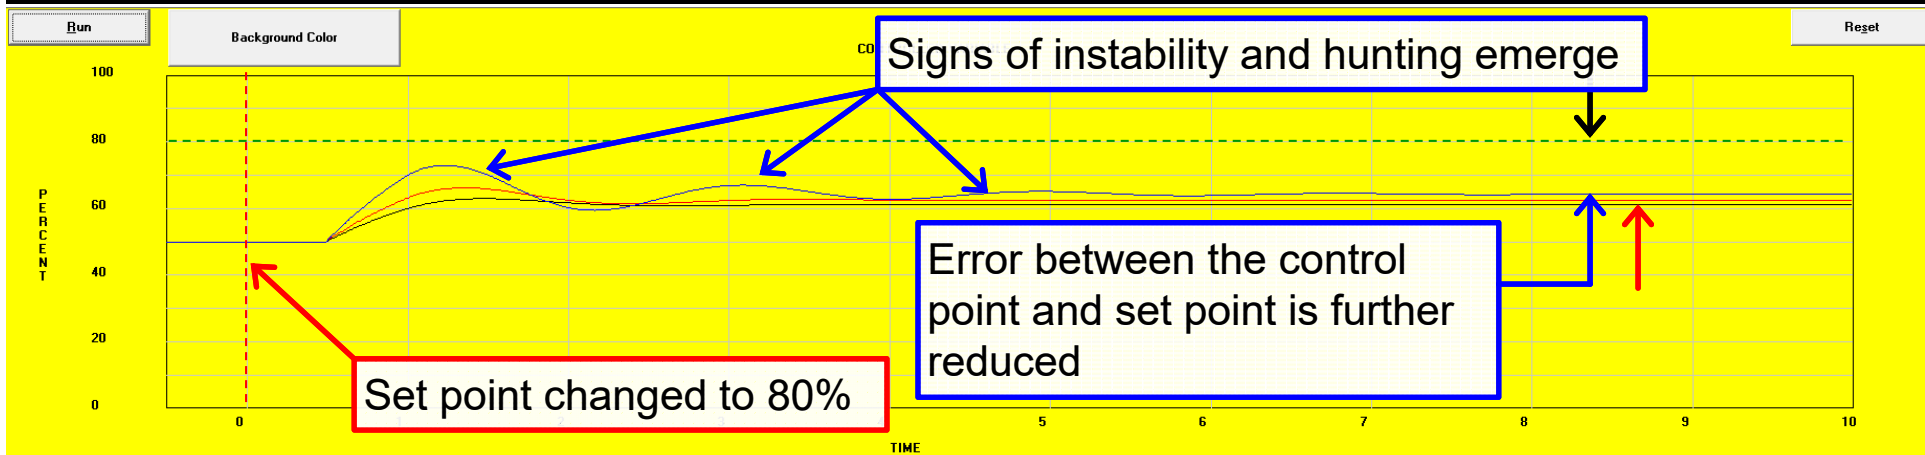 Run
Background Color
Reset
CO
Signs of instability and hunting emerge
100
80
60
40
20
0
PERCENT
Error between the control
point and set point is further
reduced
Set point changed to 80%
0
5
6
7
8
9
10
TIME